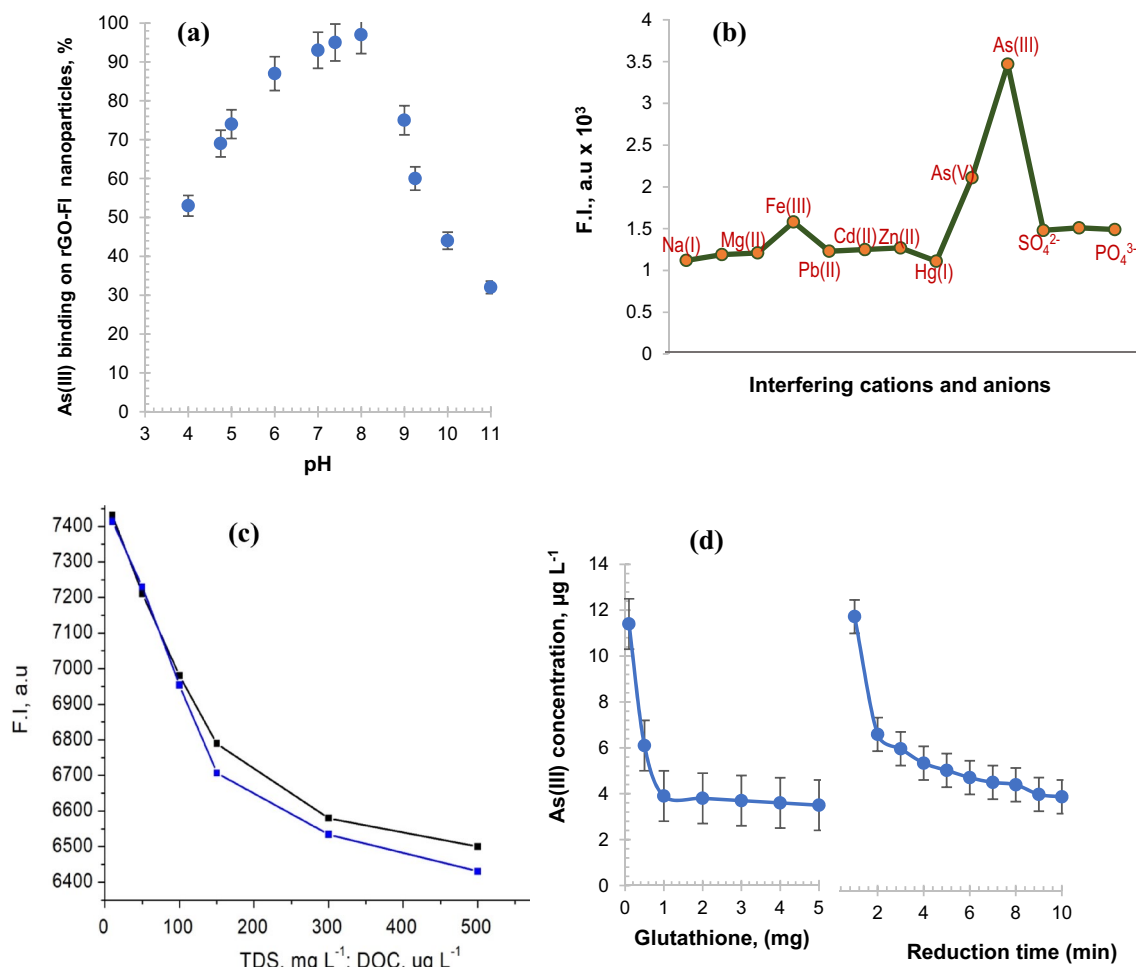 (a)
As(III) binding on rGO-Fl nanoparticles, %
100
90
80
70
60
50
40
30
20
10
0
3 4 5 6 7 8 9 10 11
pH
(b)
F.I., a.u x 10³
4
3.5
3
2.5
2
1.5
1
0.5
0
Na(I)
Mg(II)
Fe(III)
Pb(II)
Cd(II)
Zn(II)
Hg(I)
As(V)
As(III)
SO₄²⁻
PO₄³⁻
Interfering cations and anions
(c)
F.I, a.u
7400
7300
7200
7100
7000
6900
6800
6700
6600
6500
6400
0 100 200 300 400 500
TDS, mg L⁻¹; DOC, µg L⁻¹
(d)
As(III) concentration, µg L⁻¹
14
12
10
8
6
4
2
0
0 1 2 3 4 5
Glutathione, (mg)
2 4 6 8 10
Reduction time (min)